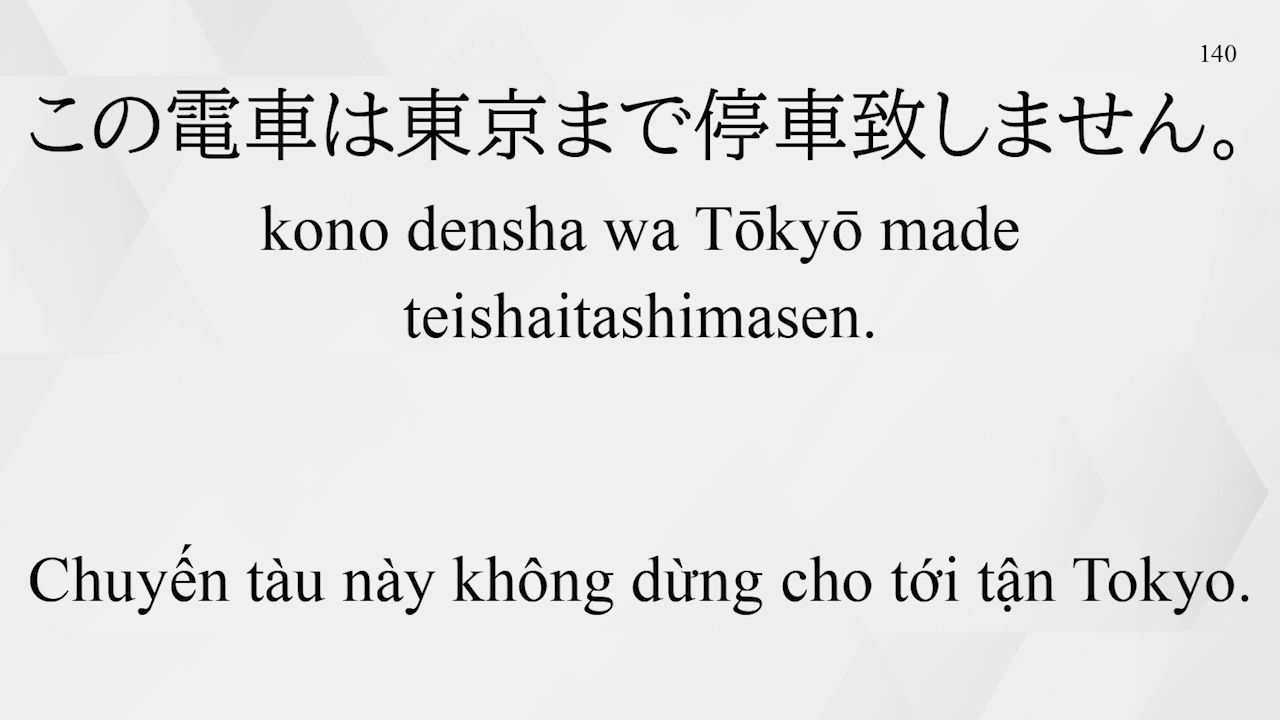 140
この電車は東京まで停車致しません。
kono densha wa Tōkyō made
teishaitashimasen.
Chuyến tàu này không dừng cho tới tận Tokyo.